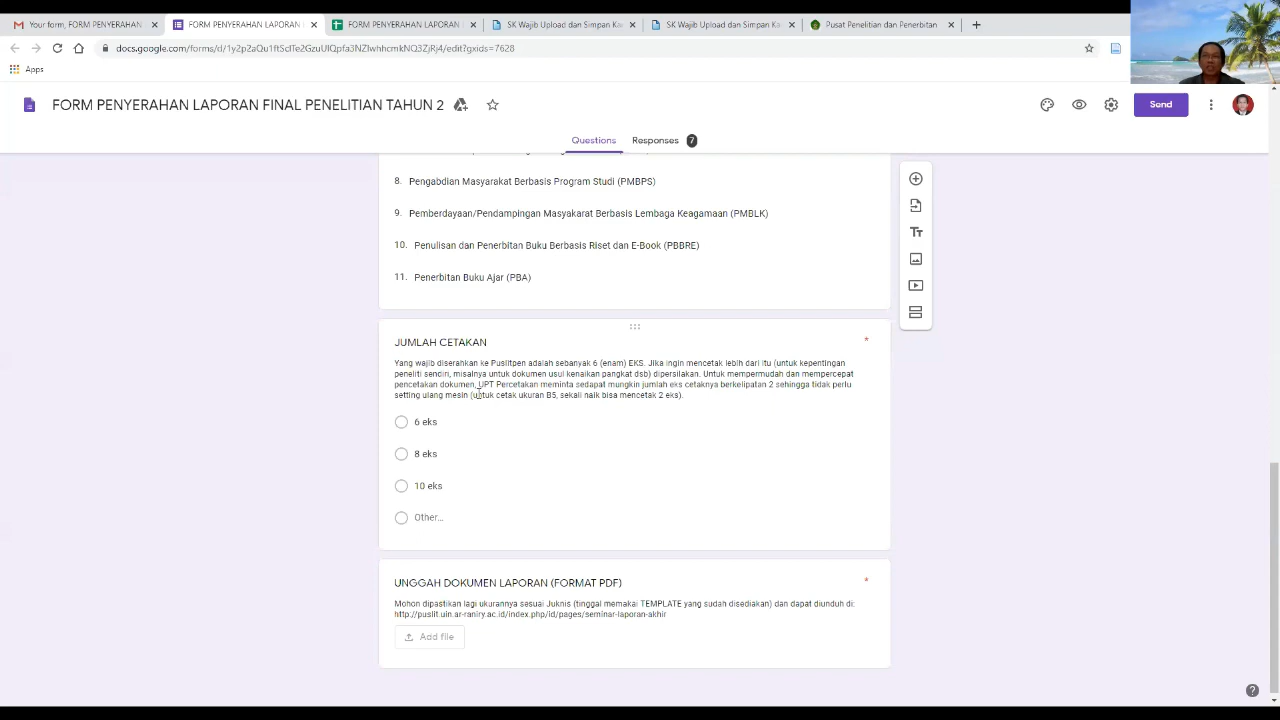 Your form, FORM PENYERAHAN
FORM PENYERAHAN LAPORAN
FORM PENYERAHAN LAPORAN
SK Wajib Upload dan Simpan Ka
SK Wajib Upload dan Simpan Ka
Pusat Penelitian dan Penerbitan
Apps
FORM PENYERAHAN LAPORAN FINAL PENELITIAN TAHUN 2
Send
Questions
Responses 7
8. Pengabdian Masyarakat Berbasis Program Studi (PMBPS)
9. Pemberdayaan/Pendampingan Masyakarat Berbasis Lembaga Keagamaan (PMBLK)
10. Penulisan dan Penerbitan Buku Berbasis Riset dan E-Book (PBBRE)
11. Penerbitan Buku Ajar (PBA)
JUMLAH CETAKAN *
Yang wajib diserahkan ke Puslitpen adalah sebanyak 6 (enam) EKS. Jika ingin mencetak lebih dari itu (untuk kepentingan
peneliti sendiri, misalnya untuk dokumen usul kenaikan pangkat dsb) dipersilakan. Untuk mempermudah dan mempercepat
pencetakan dokumen, UPT Percetakan meminta sedapat mungkin jumlah eks cetaknya berkelipatan 2 sehingga tidak perlu
setting ulang mesin (untuk cetak ukuran B5, sekali naik bisa mencetak 2 eks).
6 eks
8 eks
10 eks
Other...
UNGGAH DOKUMEN LAPORAN (FORMAT PDF) *
Mohon dipastikan lagi ukurannya sesuai Juknis (tinggal memakai TEMPLATE yang sudah disediakan) dan dapat diunduh di:
http://puslit.uin.ar-raniry.ac.id/index.php/id/pages/seminar-laporan-akhir
Add file